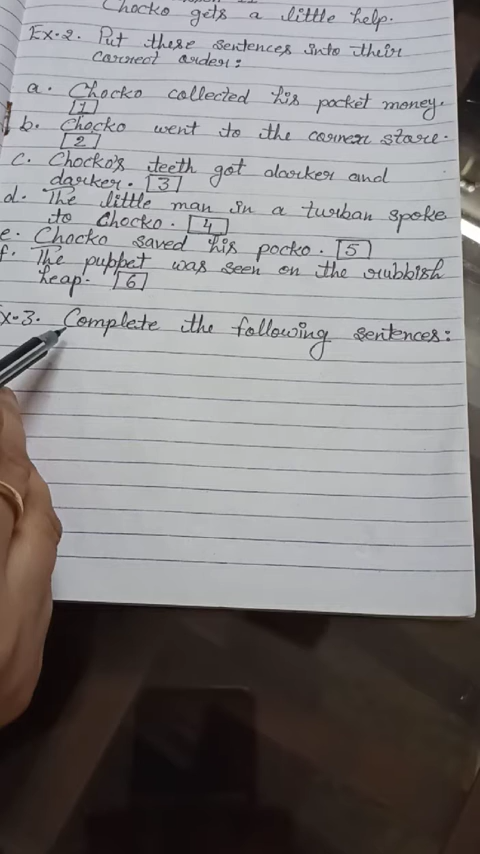 Chocko gets a little help.
Ex-2. Put these sentences into their
correct order:
a. Chocko collected his pocket money.
[1]
b. Chocko went to the corner store.
[2]
c. Chocko's teeth got darker and
darker. [3]
d. The little man in a turban spoke
to Chocko. [4]
e. Chocko saved his pocko. [5]
f. The puppet was seen on the rubbish
heap. [6]
Ex-3. Complete the following sentences: